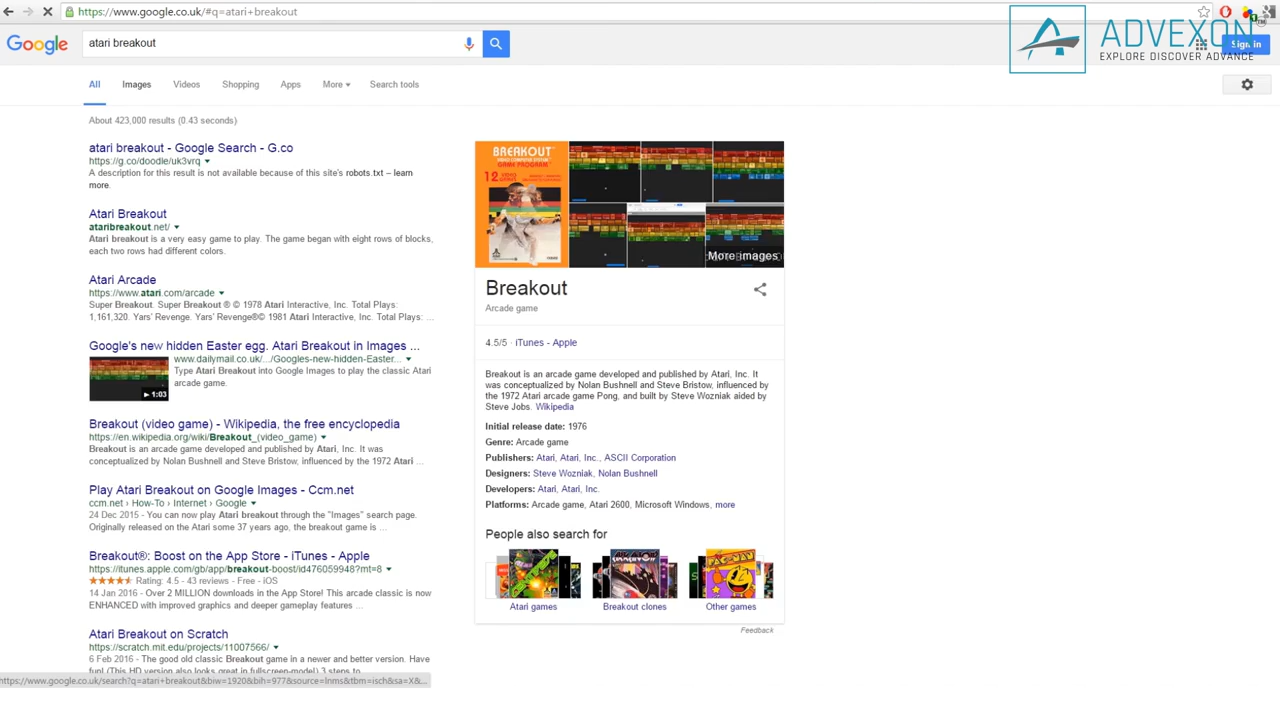 https://www.google.co.uk/#q=atari+breakout
ADVEXON
EXPLORE DISCOVER ADVANCE
Google
atari breakout
Sign in
All Images Videos Shopping Apps More Search tools
About 423,000 results (0.43 seconds)
atari breakout - Google Search - G.co
https://g.co/doodle/uk3vrq
A description for this result is not available because of this site's robots.txt – learn
more.
Atari Breakout
ataribreakout.net/
Atari breakout is a very easy game to play. The game began with eight rows of blocks,
each two rows had different colors.
Atari Arcade
https://www.atari.com/arcade
Super Breakout. Super Breakout ® © 1978 Atari Interactive, Inc. Total Plays:
1,161,320. Yars' Revenge. Yars' Revenge®© 1981 Atari Interactive, Inc. Total Plays: ...
Google's new hidden Easter egg. Atari Breakout in Images ...
www.dailymail.co.uk/.../Googles-new-hidden-Easter...
Type Atari Breakout into Google Images to play the classic Atari
arcade game.
1:03
Breakout (video game) - Wikipedia, the free encyclopedia
https://en.wikipedia.org/wiki/Breakout_(video_game)
Breakout is an arcade game developed and published by Atari, Inc. It was
conceptualized by Nolan Bushnell and Steve Bristow, influenced by the 1972 Atari ...
Play Atari Breakout on Google Images - Ccm.net
ccm.net › How-To › Internet › Google
24 Dec 2015 - You can now play Atari breakout through the "Images" search page.
Originally released on the Atari some 37 years ago, the breakout game is ...
Breakout®: Boost on the App Store - iTunes - Apple
https://itunes.apple.com/gb/app/breakout-boost/id476059948?mt=8
Rating: 4.5 - 43 reviews - Free - iOS
14 Jan 2016 - Over 2 MILLION downloads in the App Store! This arcade classic is now
ENHANCED with improved graphics and deeper gameplay features ...
Atari Breakout on Scratch
https://scratch.mit.edu/projects/11007566/
6 Feb 2016 - The good old classic Breakout game in a newer and better version. Have
fun! (This HD version also looks great in fullscreen-mode!) 3 steps to
https://www.google.co.uk/search?q=atari+breakout&biw=1920&bih=977&source=lnms&tbm=isch&sa=X&...
BREAKOUT
GAME PROGRAM
12 VIDEO
GAMES
ATARI
More images
Breakout
Arcade game
4.5/5 · iTunes - Apple
Breakout is an arcade game developed and published by Atari, Inc. It
was conceptualized by Nolan Bushnell and Steve Bristow, influenced by
the 1972 Atari arcade game Pong, and built by Steve Wozniak aided by
Steve Jobs. Wikipedia
Initial release date: 1976
Genre: Arcade game
Publishers: Atari, Atari, Inc., ASCII Corporation
Designers: Steve Wozniak, Nolan Bushnell
Developers: Atari, Atari, Inc.
Platforms: Arcade game, Atari 2600, Microsoft Windows, more
People also search for
Atari games
Breakout clones
Other games
Feedback